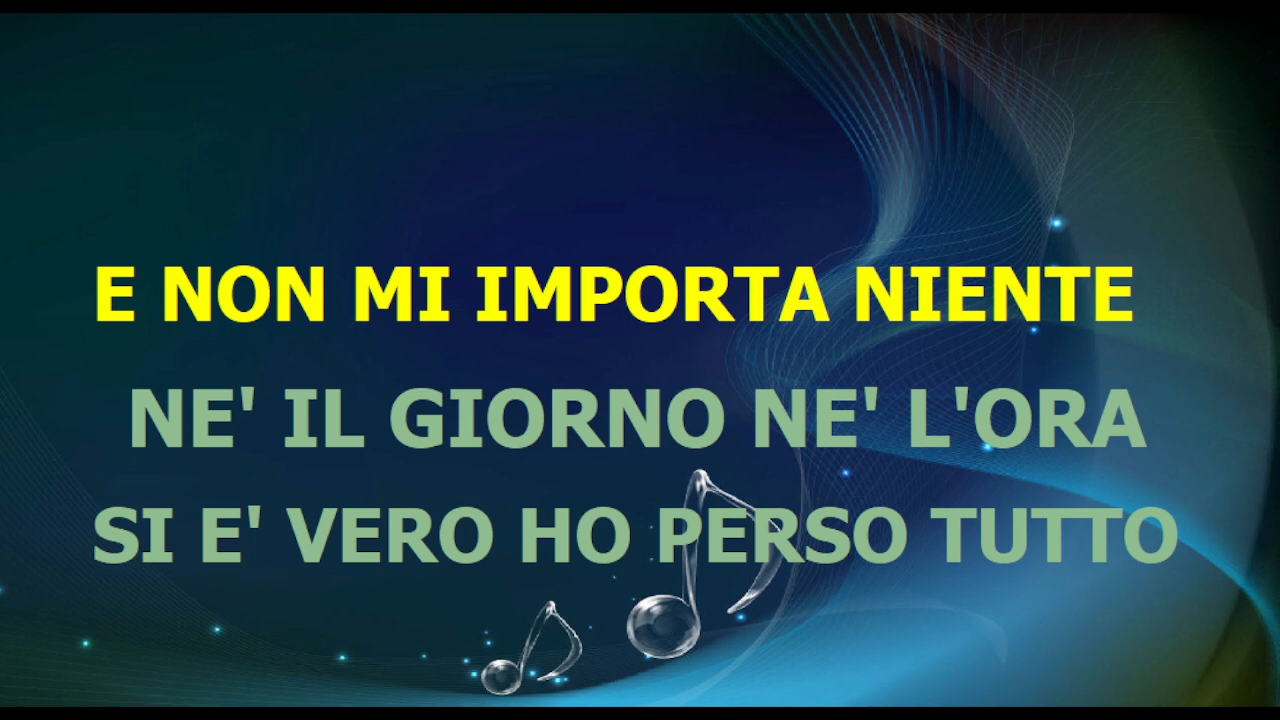 E NON MI IMPORTA NIENTE
NE' IL GIORNO NE' L'ORA
SI E' VERO HO PERSO TUTTO